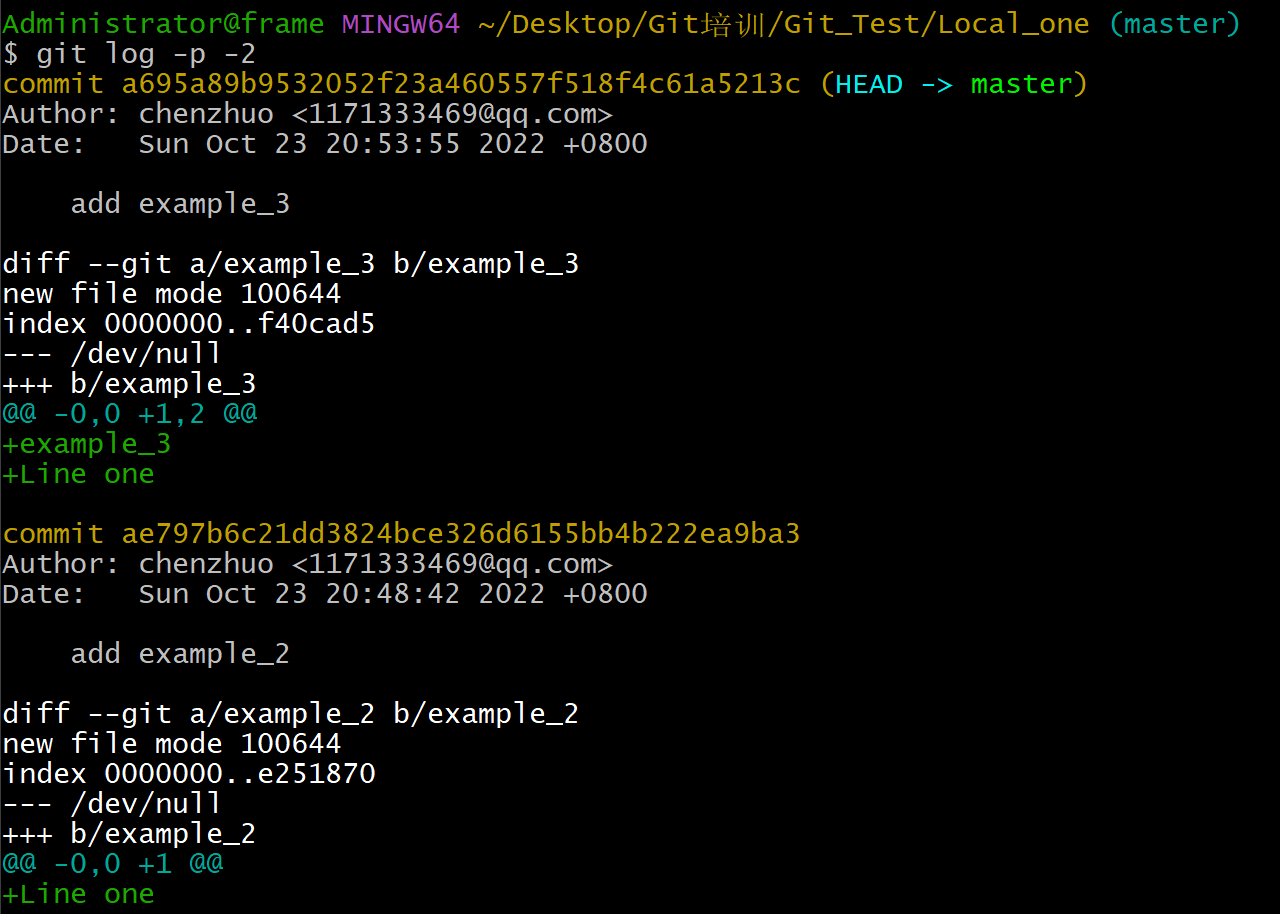 Administrator@frame MINGW64 ~/Desktop/Git培训/Git_Test/Local_one (master)
$ git log -p -2
commit a695a89b9532052f23a460557f518f4c61a5213c (HEAD -> master)
Author: chenzhuo <1171333469@qq.com>
Date:   Sun Oct 23 20:53:55 2022 +0800
    add example_3
diff --git a/example_3 b/example_3
new file mode 100644
index 0000000..f40cad5
--- /dev/null
+++ b/example_3
@@ -0,0 +1,2 @@
+example_3
+Line one
commit ae797b6c21dd3824bce326d6155bb4b222ea9ba3
Author: chenzhuo <1171333469@qq.com>
Date:   Sun Oct 23 20:48:42 2022 +0800
    add example_2
diff --git a/example_2 b/example_2
new file mode 100644
index 0000000..e251870
--- /dev/null
+++ b/example_2
@@ -0,0 +1 @@
+Line one